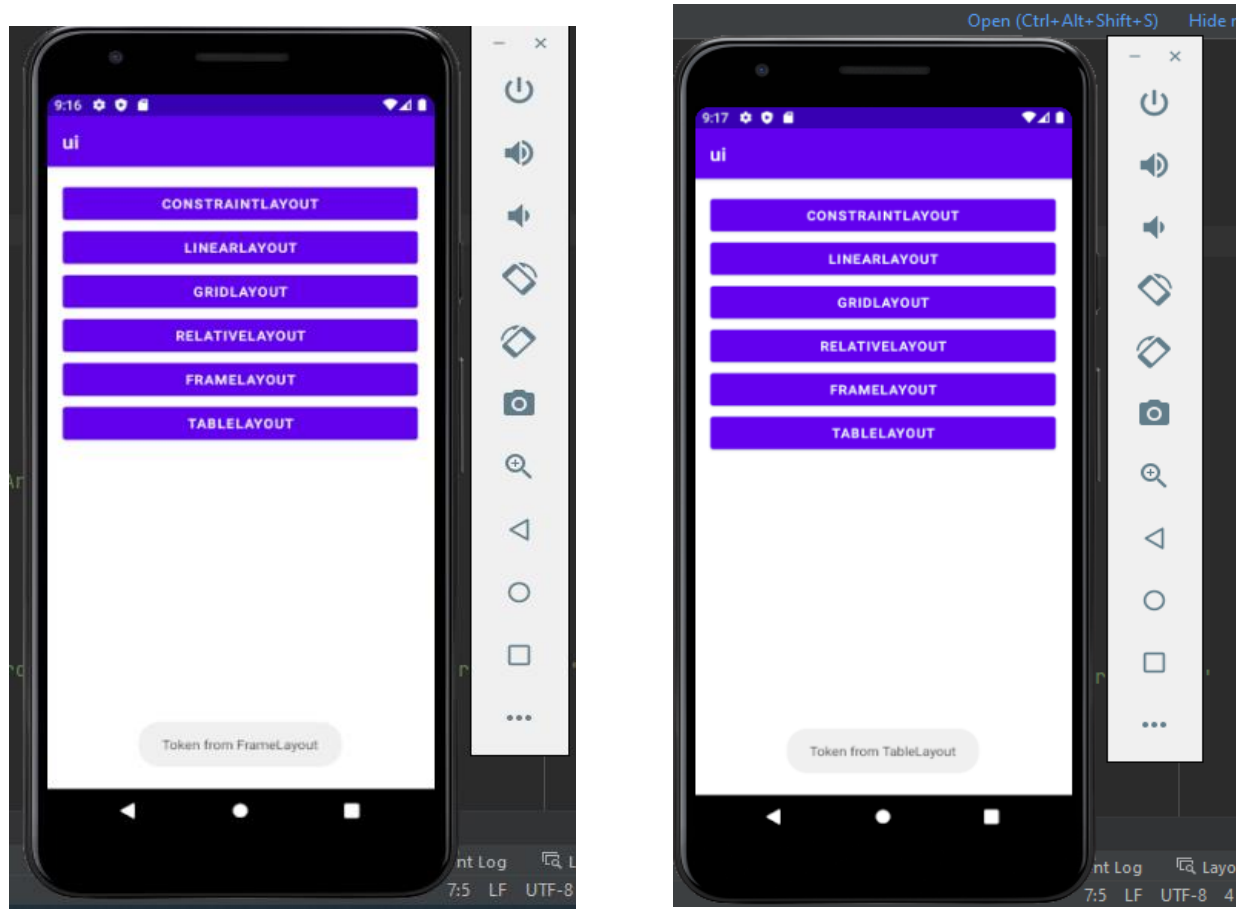 9:16
ui
CONSTRAINTLAYOUT
LINEARLAYOUT
GRIDLAYOUT
RELATIVELAYOUT
FRAMELAYOUT
TABLELAYOUT
Token from FrameLayout
nt Log
7:5 LF UTF-8
Open (Ctrl+Alt+Shift+S) Hide
9:17
ui
CONSTRAINTLAYOUT
LINEARLAYOUT
GRIDLAYOUT
RELATIVELAYOUT
FRAMELAYOUT
TABLELAYOUT
Token from TableLayout
nt Log Layo
7:5 LF UTF-8 4